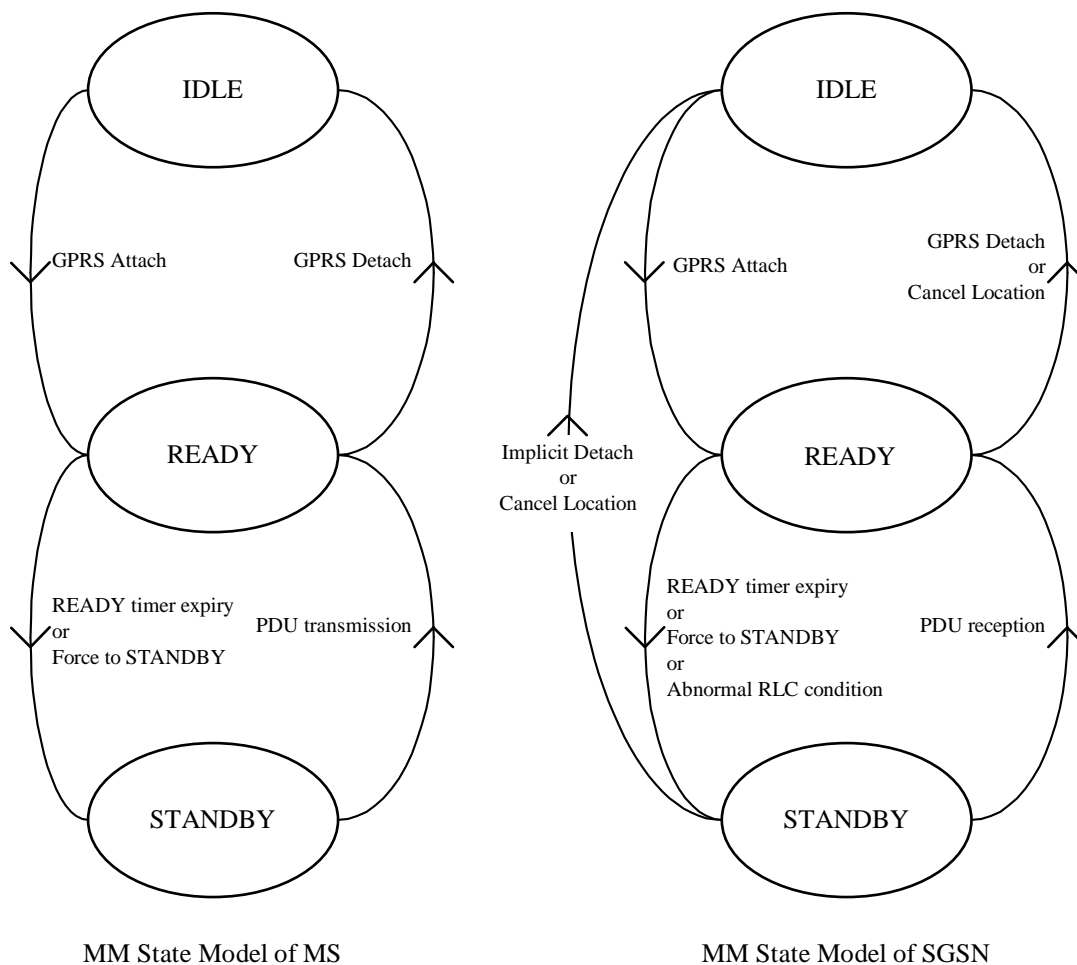 IDLE
GPRS Attach
GPRS Detach
READY
READY timer expiry
or
Force to STANDBY
PDU transmission
STANDBY
MM State Model of MS
IDLE
GPRS Attach
GPRS Detach
or
Cancel Location
READY
Implicit Detach
or
Cancel Location
READY timer expiry
or
Force to STANDBY
or
Abnormal RLC condition
PDU reception
STANDBY
MM State Model of SGSN